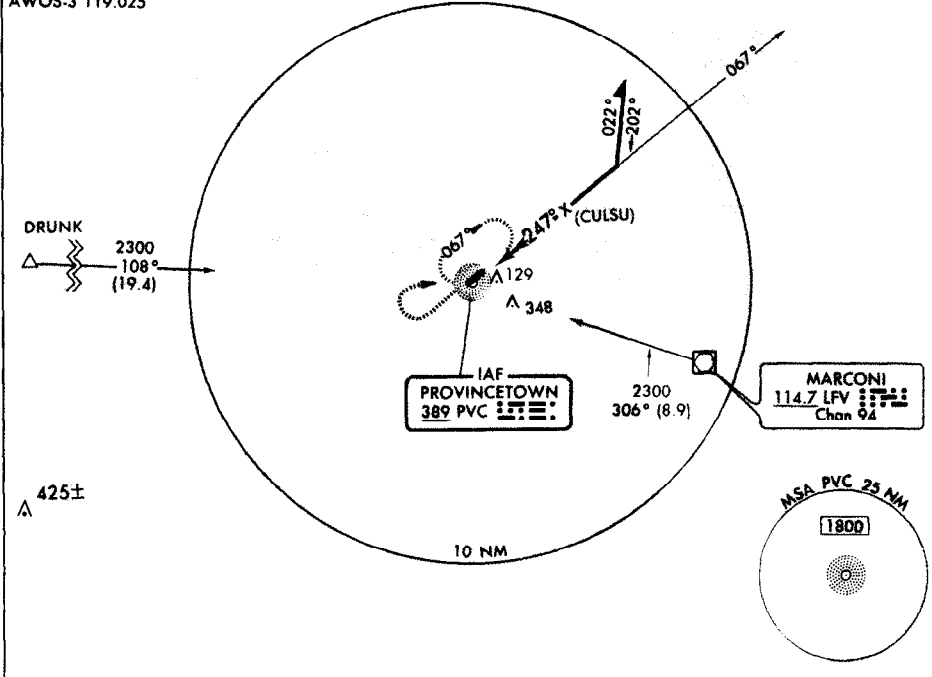 AWOS-3 119.025
067°
022°
202°
247°
(CULSU)
067°
DRUNK
2300
108°
(19.4)
129
348
IAF
PROVINCETOWN
389 PVC
2300
306° (8.9)
MARCONI
114.7 LFV
Chan 94
425±
10 NM
MSA PVC 25 NM
1800